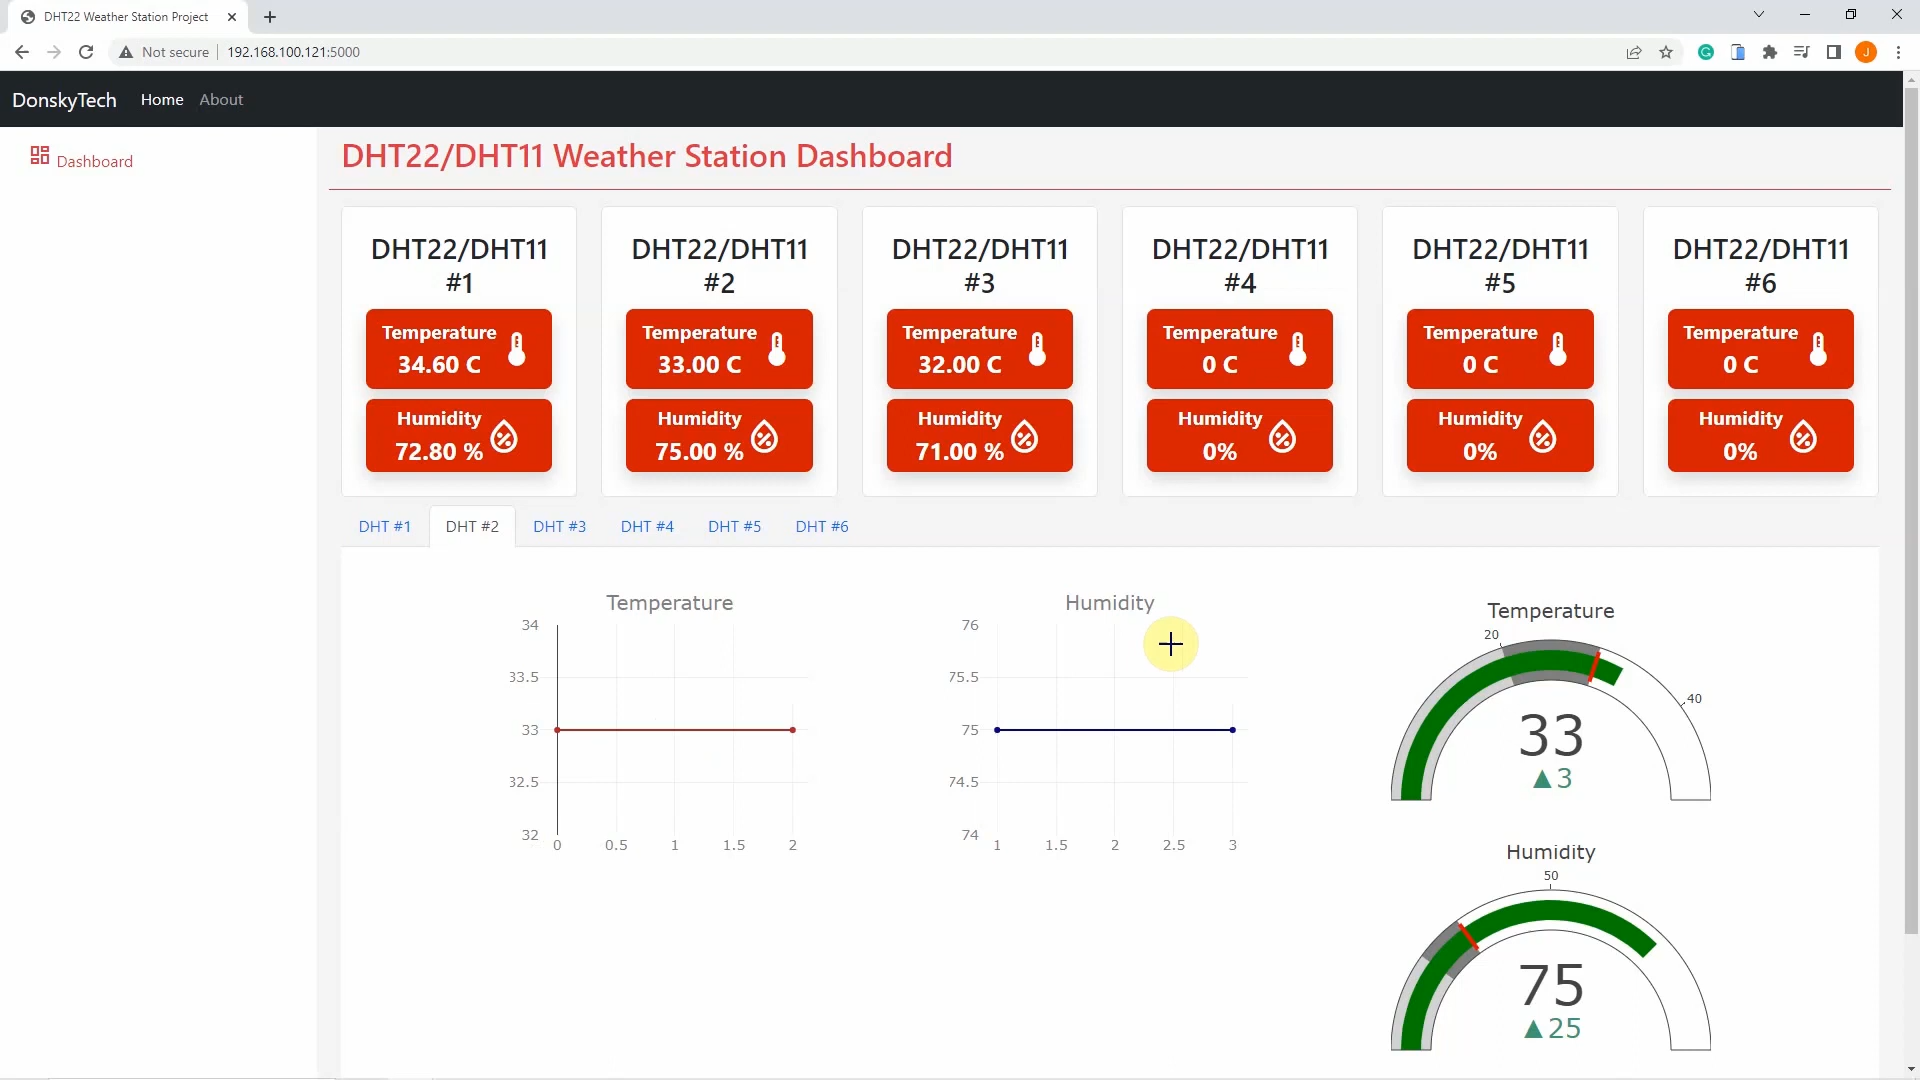 DHT22 Weather Station Project
Not secure
192.168.100.121:5000
J
DonskyTech
Home
About
Dashboard
DHT22/DHT11 Weather Station Dashboard
DHT22/DHT11
#1
Temperature
34.60 C
Humidity
72.80 %
DHT22/DHT11
#2
Temperature
33.00 C
Humidity
75.00 %
DHT22/DHT11
#3
Temperature
32.00 C
Humidity
71.00 %
DHT22/DHT11
#4
Temperature
0 C
Humidity
0%
DHT22/DHT11
#5
Temperature
0 C
Humidity
0%
DHT22/DHT11
#6
Temperature
0 C
Humidity
0%
DHT #1
DHT #2
DHT #3
DHT #4
DHT #5
DHT #6
Temperature
34
33.5
33
32.5
32
0
0.5
1
1.5
2
Humidity
76
75.5
75
74.5
74
1
1.5
2
2.5
3
Temperature
20
40
33
▲3
Humidity
50
75
▲25